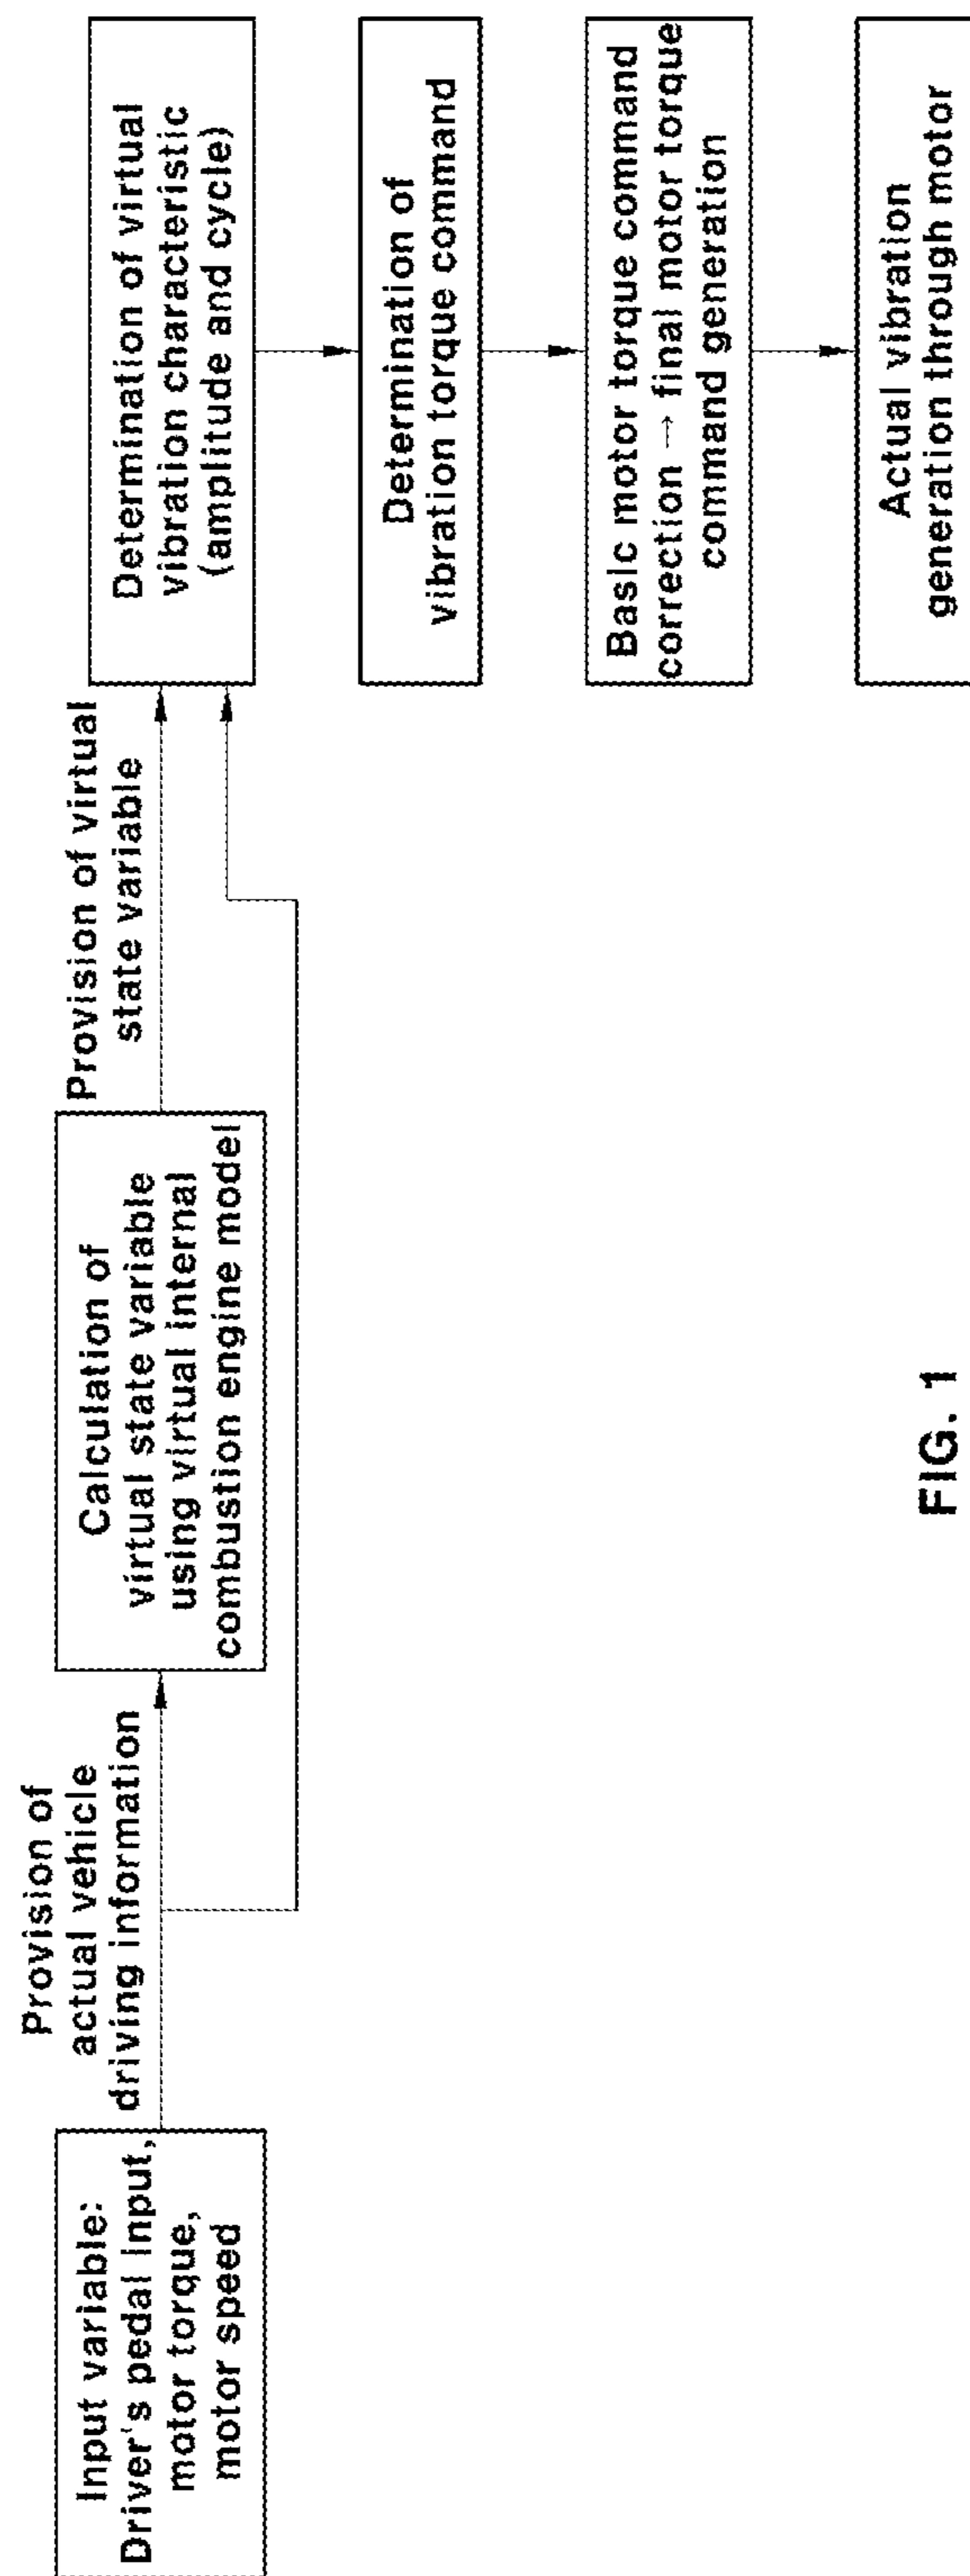 Input variable:
Driver's pedal input,
motor torque,
motor speed
Provision of
actual vehicle
driving information
Calculation of
virtual state variable
using virtual internal
combustion engine model
Provision of virtual
state variable
Determination of virtual
vibration characteristic
(amplitude and cycle)
Determination of
vibration torque command
Basic motor torque command
correction → final motor torque
command generation
Actual vibration
generation through motor
FIG. 1